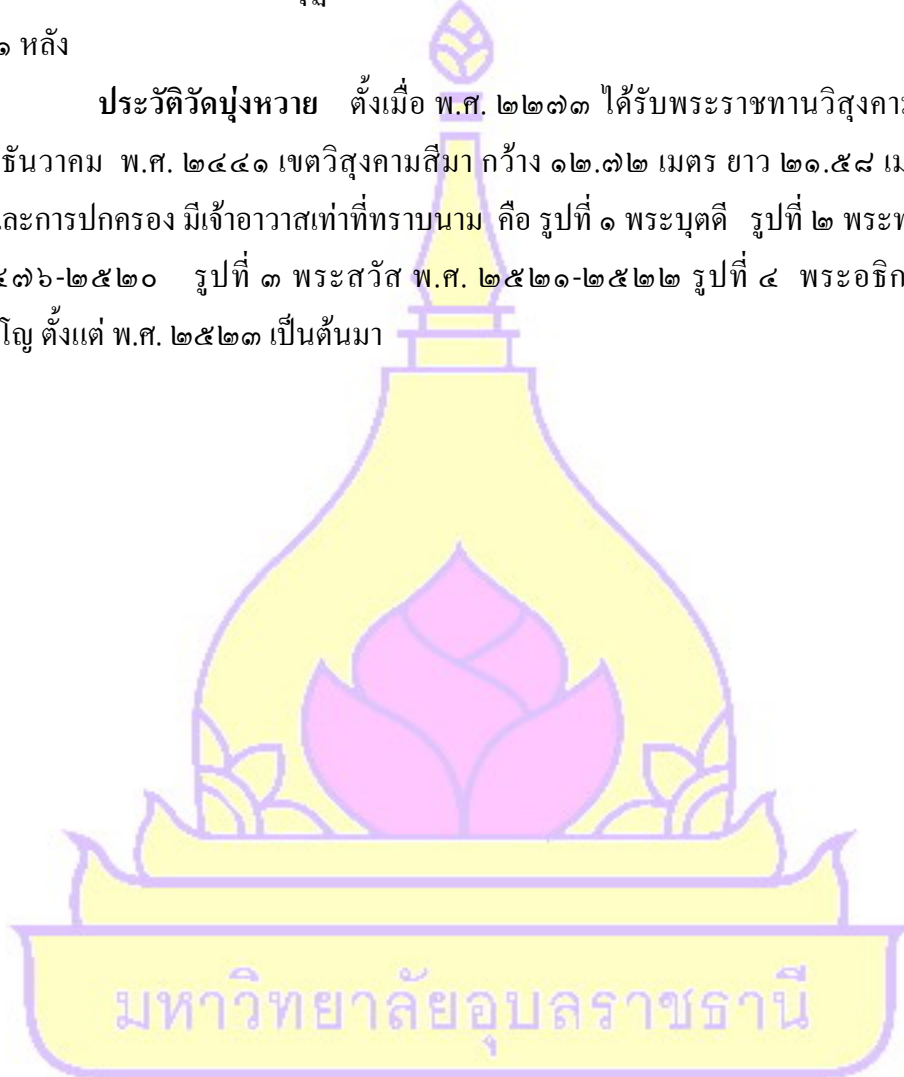 ๑ หลัง
ประวัติวัดบุ่งหวาย ตั้งเมื่อ พ.ศ. ๒๒๗๓ ได้รับพระราชทานวิสุงคาม
ธันวาคม พ.ศ. ๒๔๔๑ เขตวิสุงคามสีมา กว้าง ๑๒.๗๒ เมตร ยาว ๒๑.๕๘ เม
ละการปกครอง มีเจ้าอาวาสเท่าที่ทราบนาม คือ รูปที่ ๑ พระบุตดี รูปที่ ๒ พระ
๔๗๖-๒๕๒๐ รูปที่ ๓ พระสวัส พ.ศ. ๒๕๒๑-๒๕๒๒ รูปที่ ๔ พระอธิก
โญ ตั้งแต่ พ.ศ. ๒๕๒๓ เป็นต้นมา
มหาวิทยาลัยอุบลราชธานี